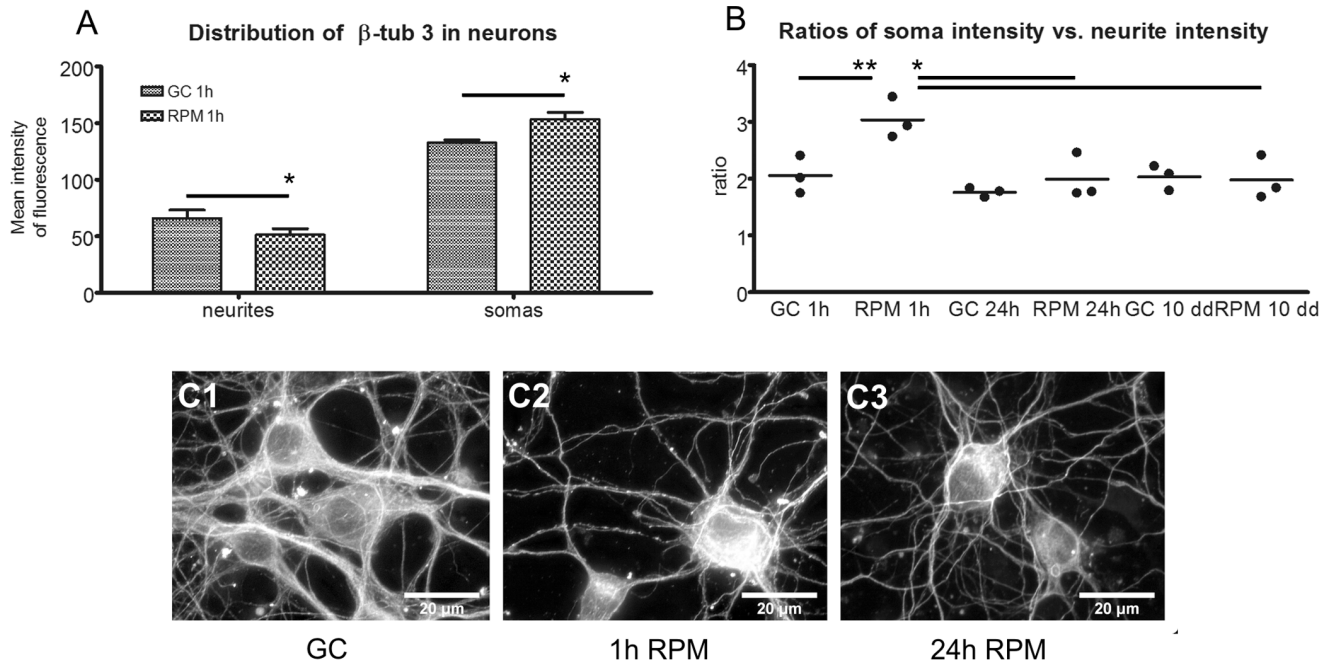 A
Distribution of β-tub 3 in neurons
Mean intensity
of fluorescence
200
150
100
50
0
GC 1h
RPM 1h
*
*
neurites
somas
B
Ratios of soma intensity vs. neurite intensity
ratio
4
3
2
1
0
** *
GC 1h RPM 1h GC 24h RPM 24h GC 10 dd RPM 10 dd
C1
20 µm
GC
C2
20 µm
1h RPM
C3
20 µm
24h RPM